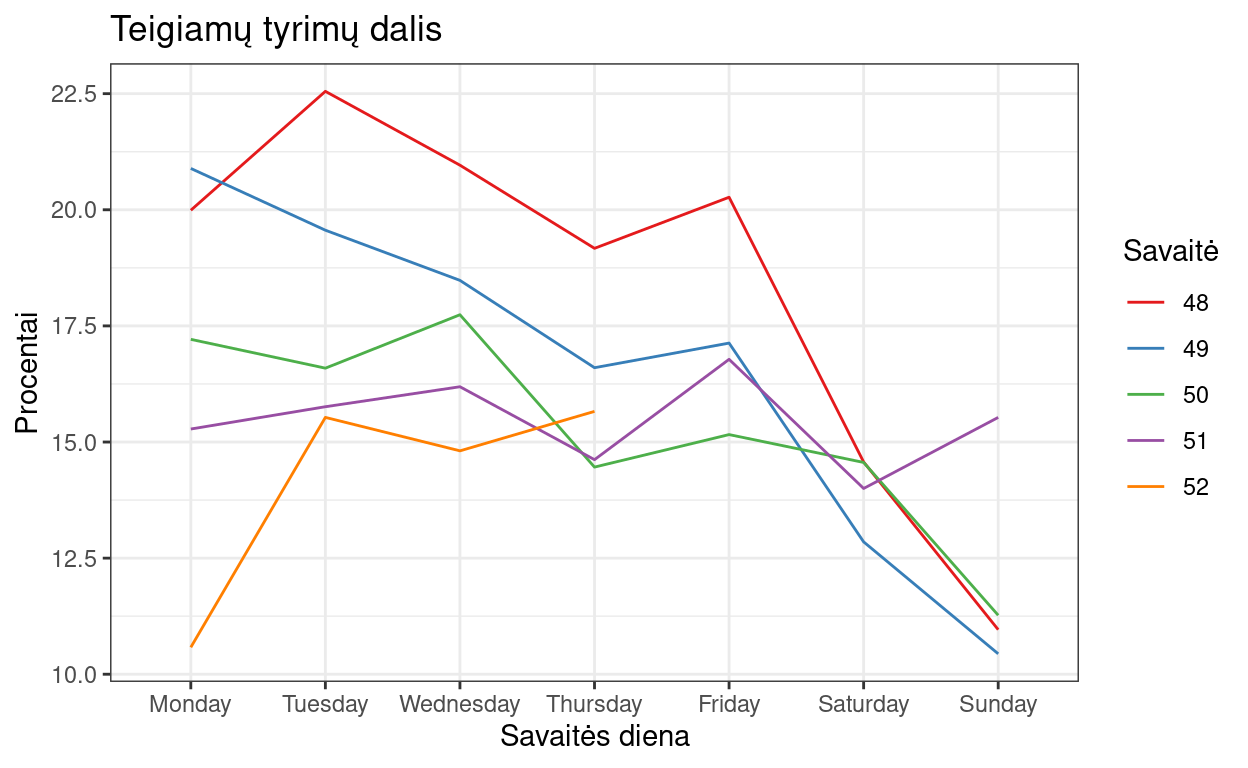 Teigiamų tyrimų dalis
Procentai
22.5
20.0
17.5
15.0
12.5
10.0
Monday Tuesday Wednesday Thursday Friday Saturday Sunday
Savaitės diena
Savaitė
48
49
50
51
52